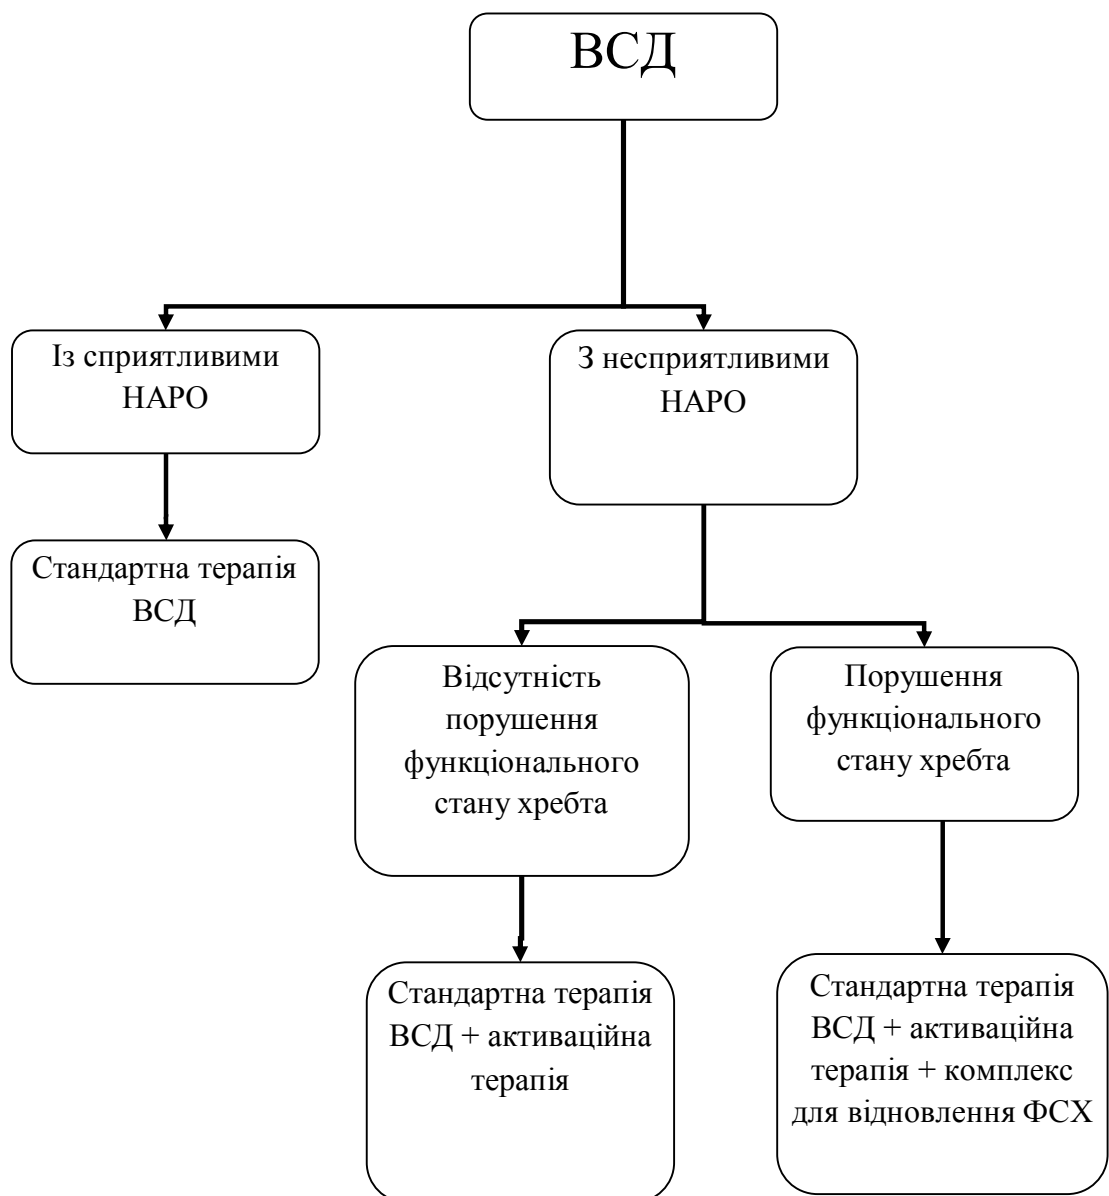 ВСД
Із сприятливими
НАРО
З несприятливими
НАРО
Стандартна терапія
ВСД
Відсутність
порушення
функціонального
стану хребта
Порушення
функціонального
стану хребта
Стандартна терапія
ВСД + активаційна
терапія
Стандартна терапія
ВСД + активаційна
терапія + комплекс
для відновлення ФСХ